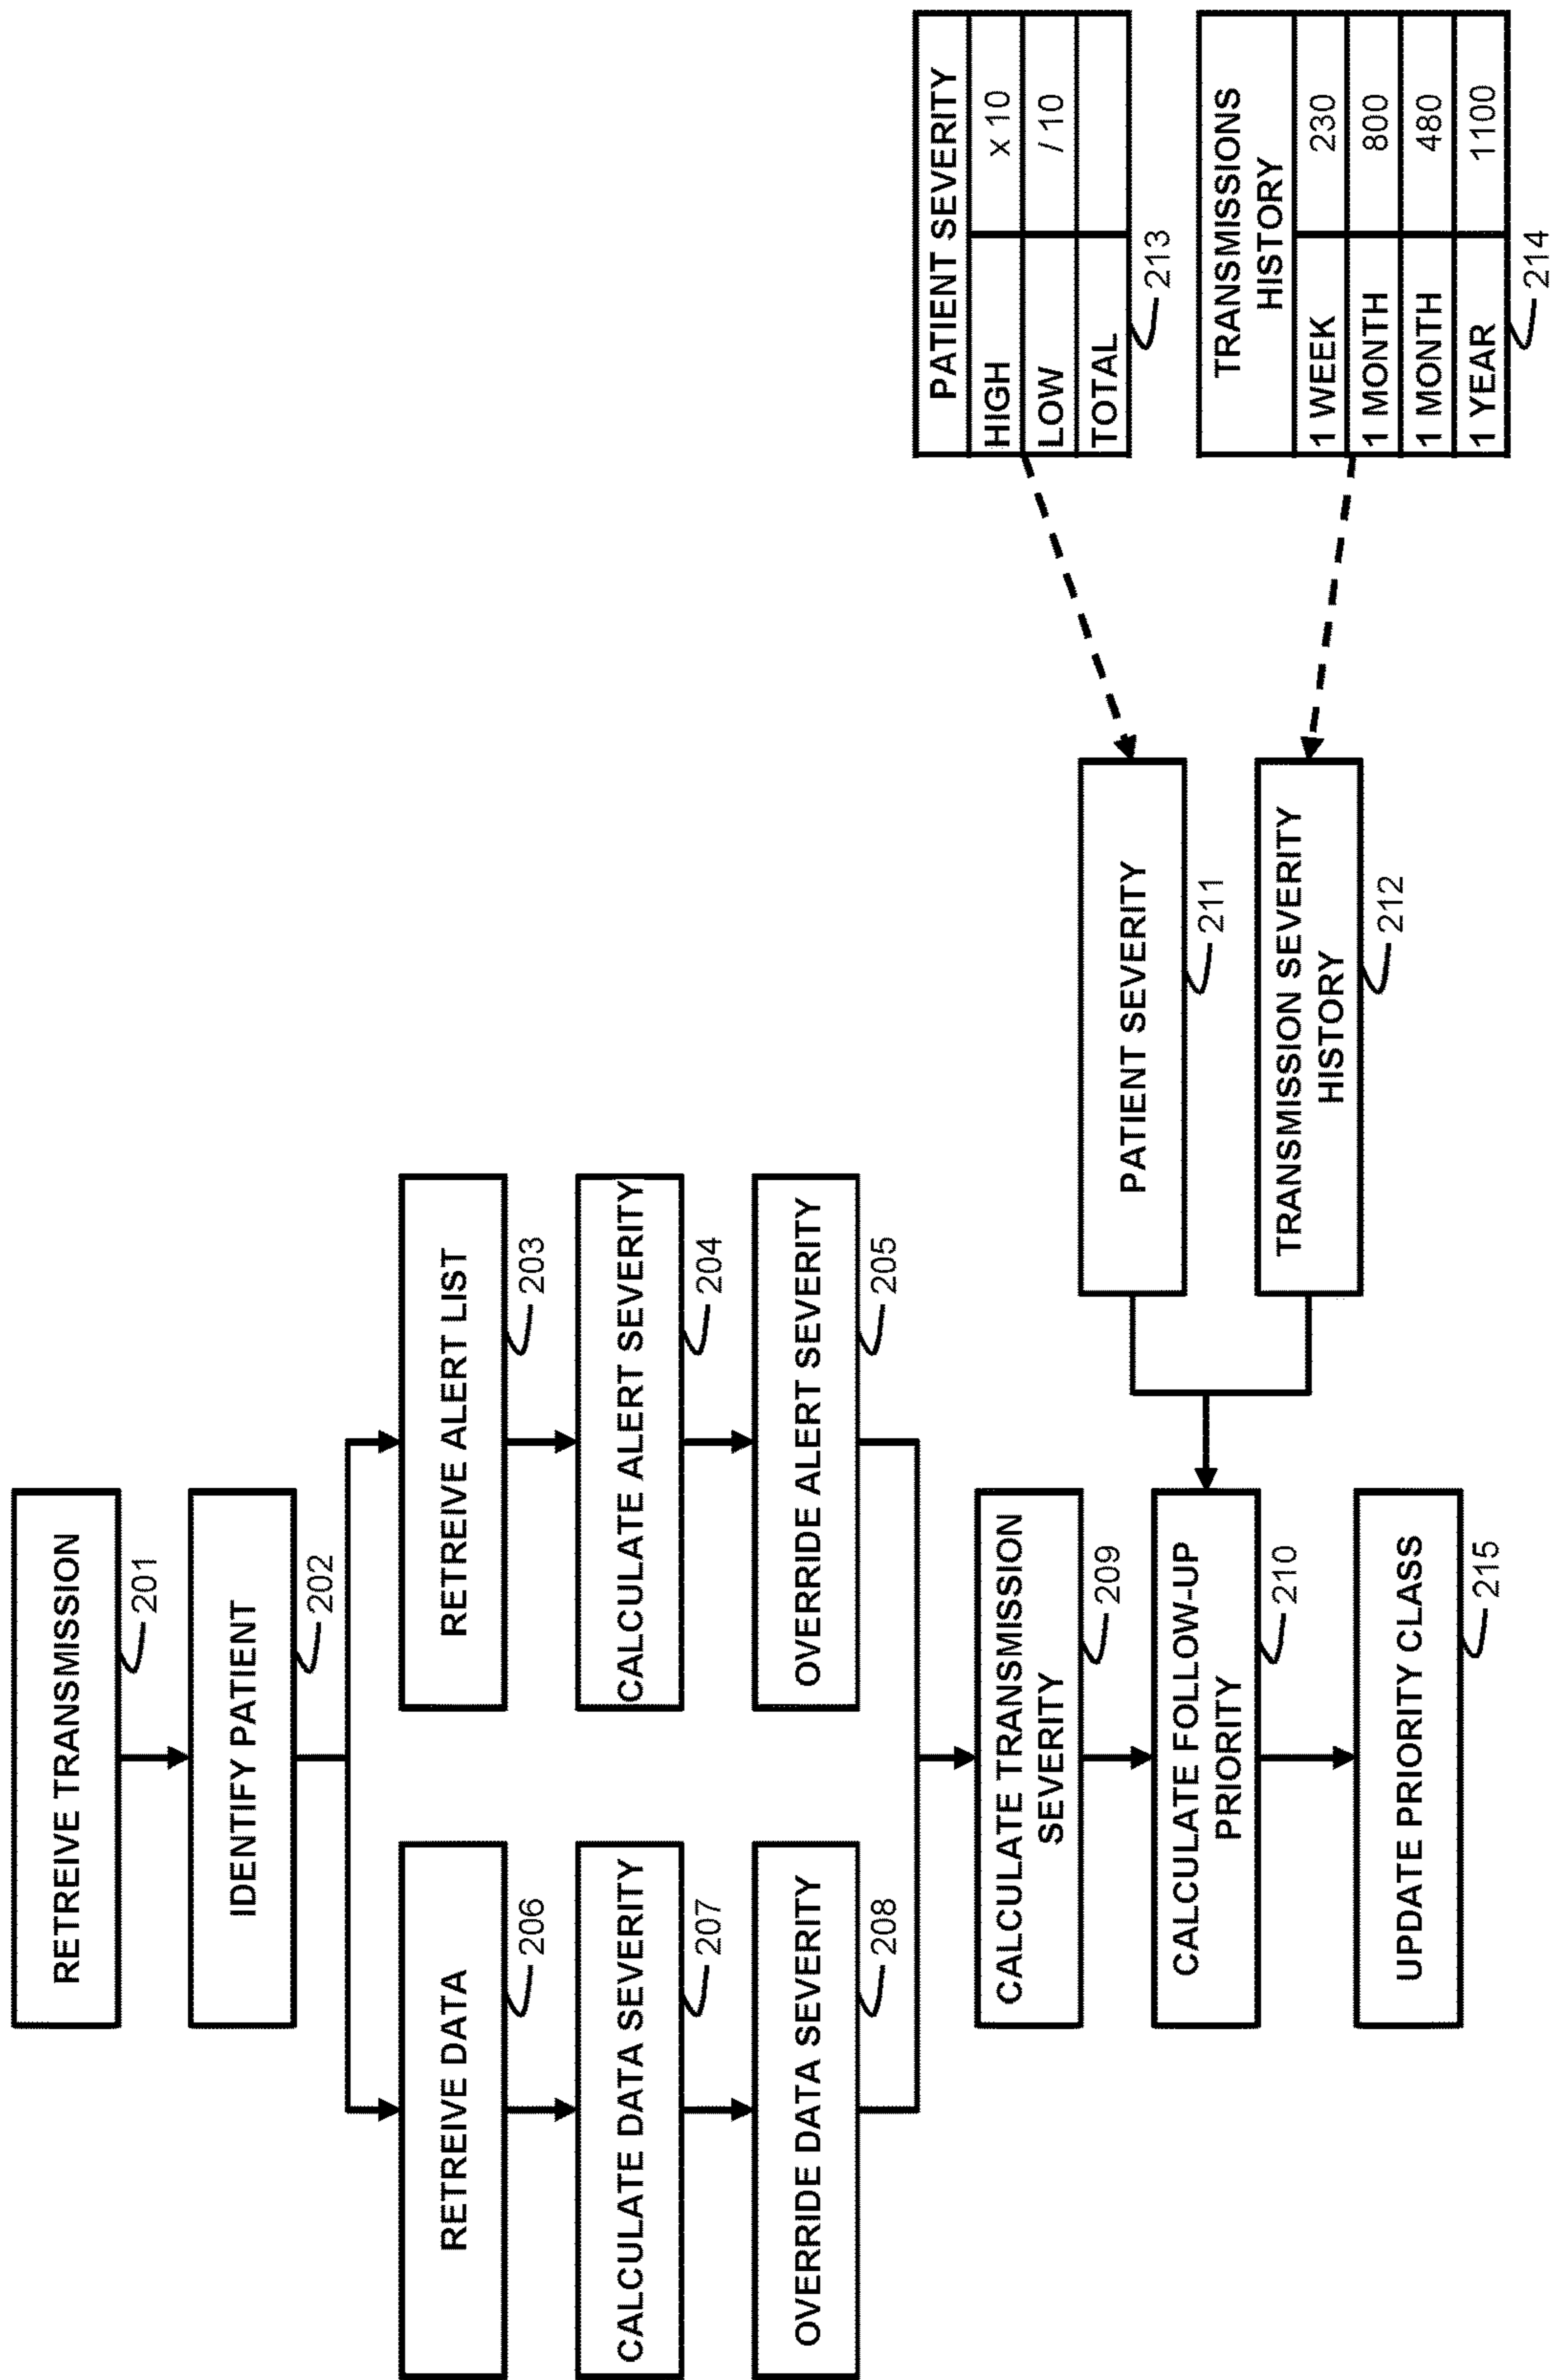 RETREIVE TRANSMISSION
201
IDENTIFY PATIENT
202
RETREIVE DATA
206
CALCULATE DATA SEVERITY
207
OVERRIDE DATA SEVERITY
208
RETREIVE ALERT LIST
203
CALCULATE ALERT SEVERITY
204
OVERRIDE ALERT SEVERITY
205
CALCULATE TRANSMISSION
SEVERITY
209
CALCULATE FOLLOW-UP
PRIORITY
210
UPDATE PRIORITY CLASS
215
PATIENT SEVERITY
211
TRANSMISSION SEVERITY
HISTORY
212
PATIENT SEVERITY
HIGH x 10
LOW / 10
TOTAL
213
TRANSMISSIONS
HISTORY
1 WEEK 230
1 MONTH 800
1 MONTH 480
1 YEAR 1100
214